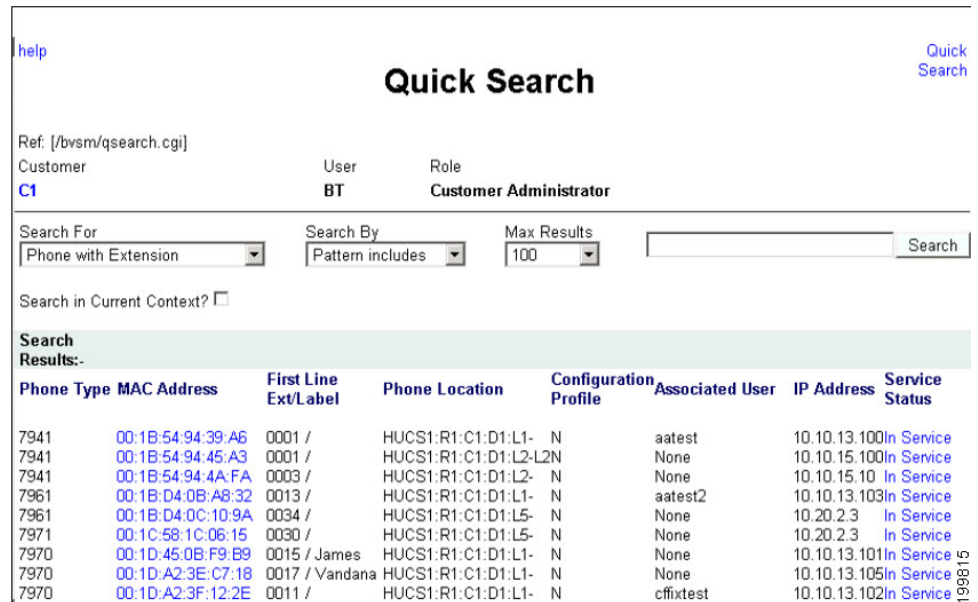 help
Quick Search
Quick Search
Ref: [/bvsm/qsearch.cgi]
Customer User Role
C1 BT Customer Administrator
Search For Search By Max Results
Phone with Extension Pattern includes 100 Search
Search in Current Context?
Search Results:-
Phone Type MAC Address First Line Ext/Label Phone Location Configuration Profile Associated User IP Address Service Status
7941 00:1B:54:94:39:A6 0001 / HUCS1:R1:C1:D1:L1- N aatest 10.10.13.100 In Service
7941 00:1B:54:94:45:A3 0001 / HUCS1:R1:C1:D1:L2-L2 N None 10.10.15.100 In Service
7941 00:1B:54:94:4A:FA 0003 / HUCS1:R1:C1:D1:L2- N None 10.10.15.10 In Service
7961 00:1B:D4:0B:A8:32 0013 / HUCS1:R1:C1:D1:L1- N aatest2 10.10.13.103 In Service
7961 00:1B:D4:0C:10:9A 0034 / HUCS1:R1:C1:D1:L5- N None 10.20.2.3 In Service
7971 00:1C:58:1C:06:15 0030 / HUCS1:R1:C1:D1:L5- N None 10.20.2.3 In Service
7970 00:1D:45:0B:F9:B9 0015 / James HUCS1:R1:C1:D1:L1- N None 10.10.13.101 In Service
7970 00:1D:A2:3E:C7:18 0017 / Vandana HUCS1:R1:C1:D1:L1- N None 10.10.13.105 In Service
7970 00:1D:A2:3F:12:2E 0011 / HUCS1:R1:C1:D1:L1- N cffixtest 10.10.13.102 In Service
199815